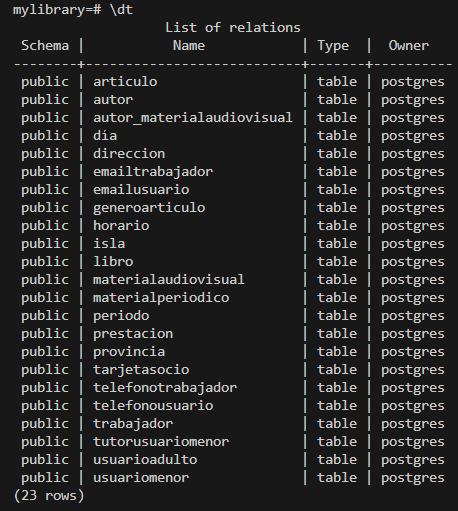 mylibrary=# \dt
                   List of relations
 Schema |           Name            | Type  |  Owner
--------+---------------------------+-------+----------
 public | articulo                  | table | postgres
 public | autor                     | table | postgres
 public | autor_materialaudiovisual | table | postgres
 public | dia                       | table | postgres
 public | direccion                 | table | postgres
 public | emailtrabajador           | table | postgres
 public | emailusuario              | table | postgres
 public | generoarticulo            | table | postgres
 public | horario                   | table | postgres
 public | isla                      | table | postgres
 public | libro                     | table | postgres
 public | materialaudiovisual       | table | postgres
 public | materialperiodico         | table | postgres
 public | periodo                   | table | postgres
 public | prestacion                | table | postgres
 public | provincia                 | table | postgres
 public | tarjetasocio              | table | postgres
 public | telefonotrabajador        | table | postgres
 public | telefonousuario           | table | postgres
 public | trabajador                | table | postgres
 public | tutorusuariomenor         | table | postgres
 public | usuarioadulto             | table | postgres
 public | usuariomenor              | table | postgres
(23 rows)